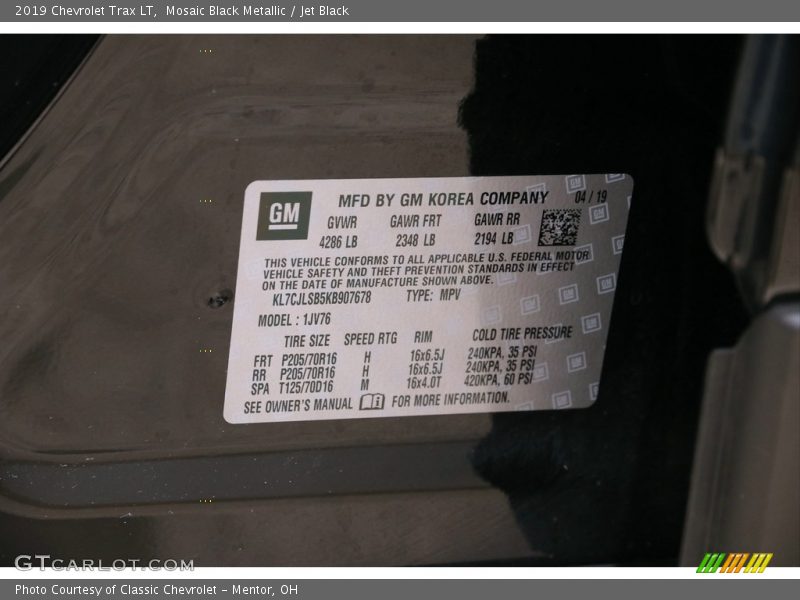 2019 Chevrolet Trax LT, Mosaic Black Metallic / Jet Black
GM
MFD BY GM KOREA COMPANY 04 / 19
GVWR GAWR FRT GAWR RR
4286 LB 2348 LB 2194 LB
THIS VEHICLE CONFORMS TO ALL APPLICABLE U.S. FEDERAL MOTOR
VEHICLE SAFETY AND THEFT PREVENTION STANDARDS IN EFFECT
ON THE DATE OF MANUFACTURE SHOWN ABOVE.
KL7CJLSB5KB907678 TYPE: MPV
MODEL : 1JV76
TIRE SIZE SPEED RTG RIM COLD TIRE PRESSURE
FRT P205/70R16 H 16x6.5J 240KPA, 35 PSI
RR P205/70R16 H 16x6.5J 240KPA, 35 PSI
SPA T125/70D16 M 16x4.0T 420KPA, 60 PSI
SEE OWNER'S MANUAL FOR MORE INFORMATION.
GTCARLOT.COM
Photo Courtesy of Classic Chevrolet - Mentor, OH